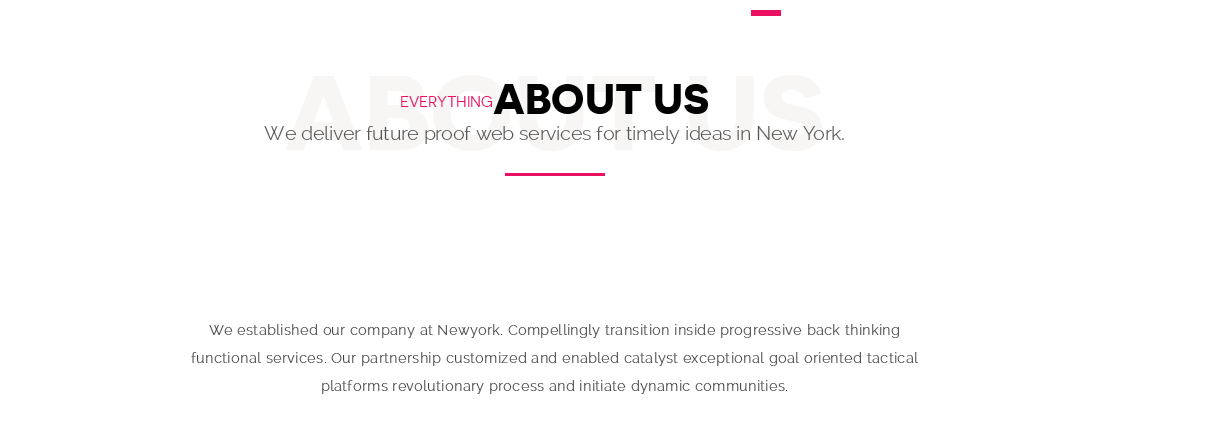 ABOUT US
EVERYTHING ABOUT US
We deliver future proof web services for timely ideas in New York.
We established our company at Newyork. Compellingly transition inside progressive back thinking
functional services. Our partnership customized and enabled catalyst exceptional goal oriented tactical
platforms revolutionary process and initiate dynamic communities.